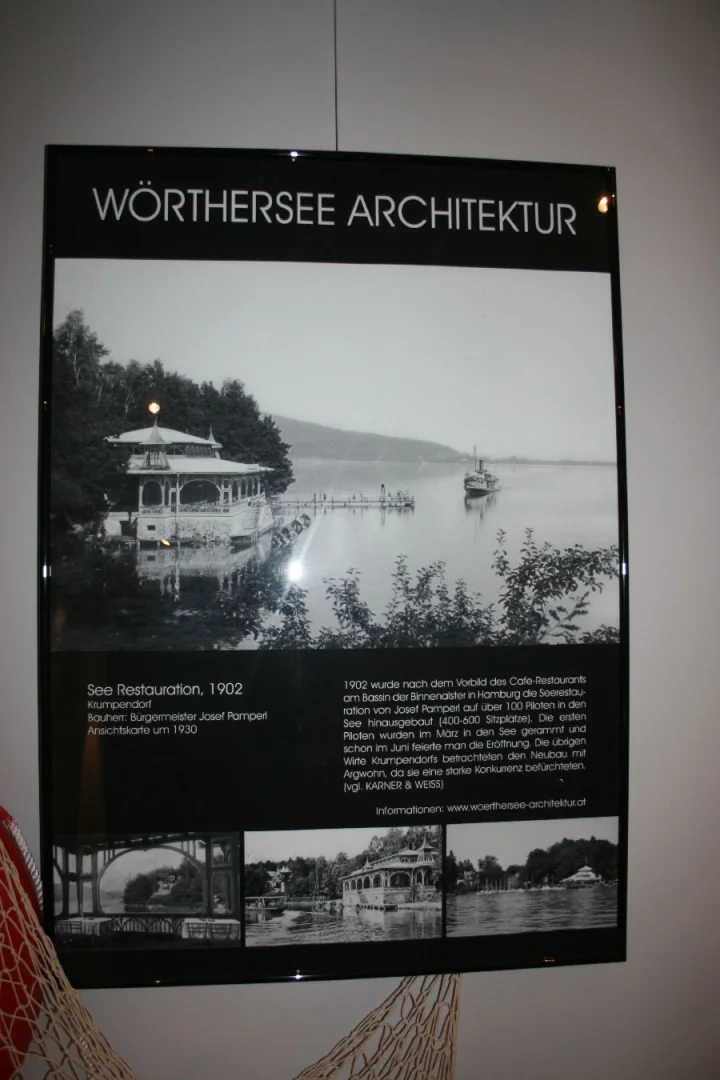 WÖRTHERSEE ARCHITEKTUR
See Restauration, 1902
Krumpendorf
Bauherr: Bürgermeister Josef Pamperl
Ansichtskarte um 1930
1902 wurde nach dem Vorbild des Cafe-Restaurants
am Bassin der Binnenalster in Hamburg die Seerestau-
ration von Josef Pamperl auf über 100 Piloten in den
See hinausgebaut (400-600 Sitzplätze). Die ersten
Piloten wurden im März in den See gerammt und
schon im Juni feierte man die Eröffnung. Die übrigen
Wirte Krumpendorfs betrachteten den Neubau mit
Argwohn, da sie eine starke Konkurrenz befürchteten.
(vgl. KARNER & WEISS)
Informationen: www.woerthersee-architektur.at